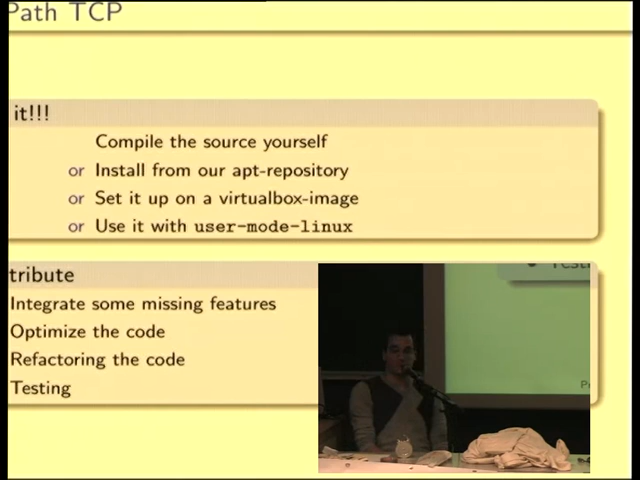 Path TCP
it!!!
Compile the source yourself
or Install from our apt-repository
or Set it up on a virtualbox-image
or Use it with user-mode-linux
tribute
Integrate some missing features
Optimize the code
Refactoring the code
Testing